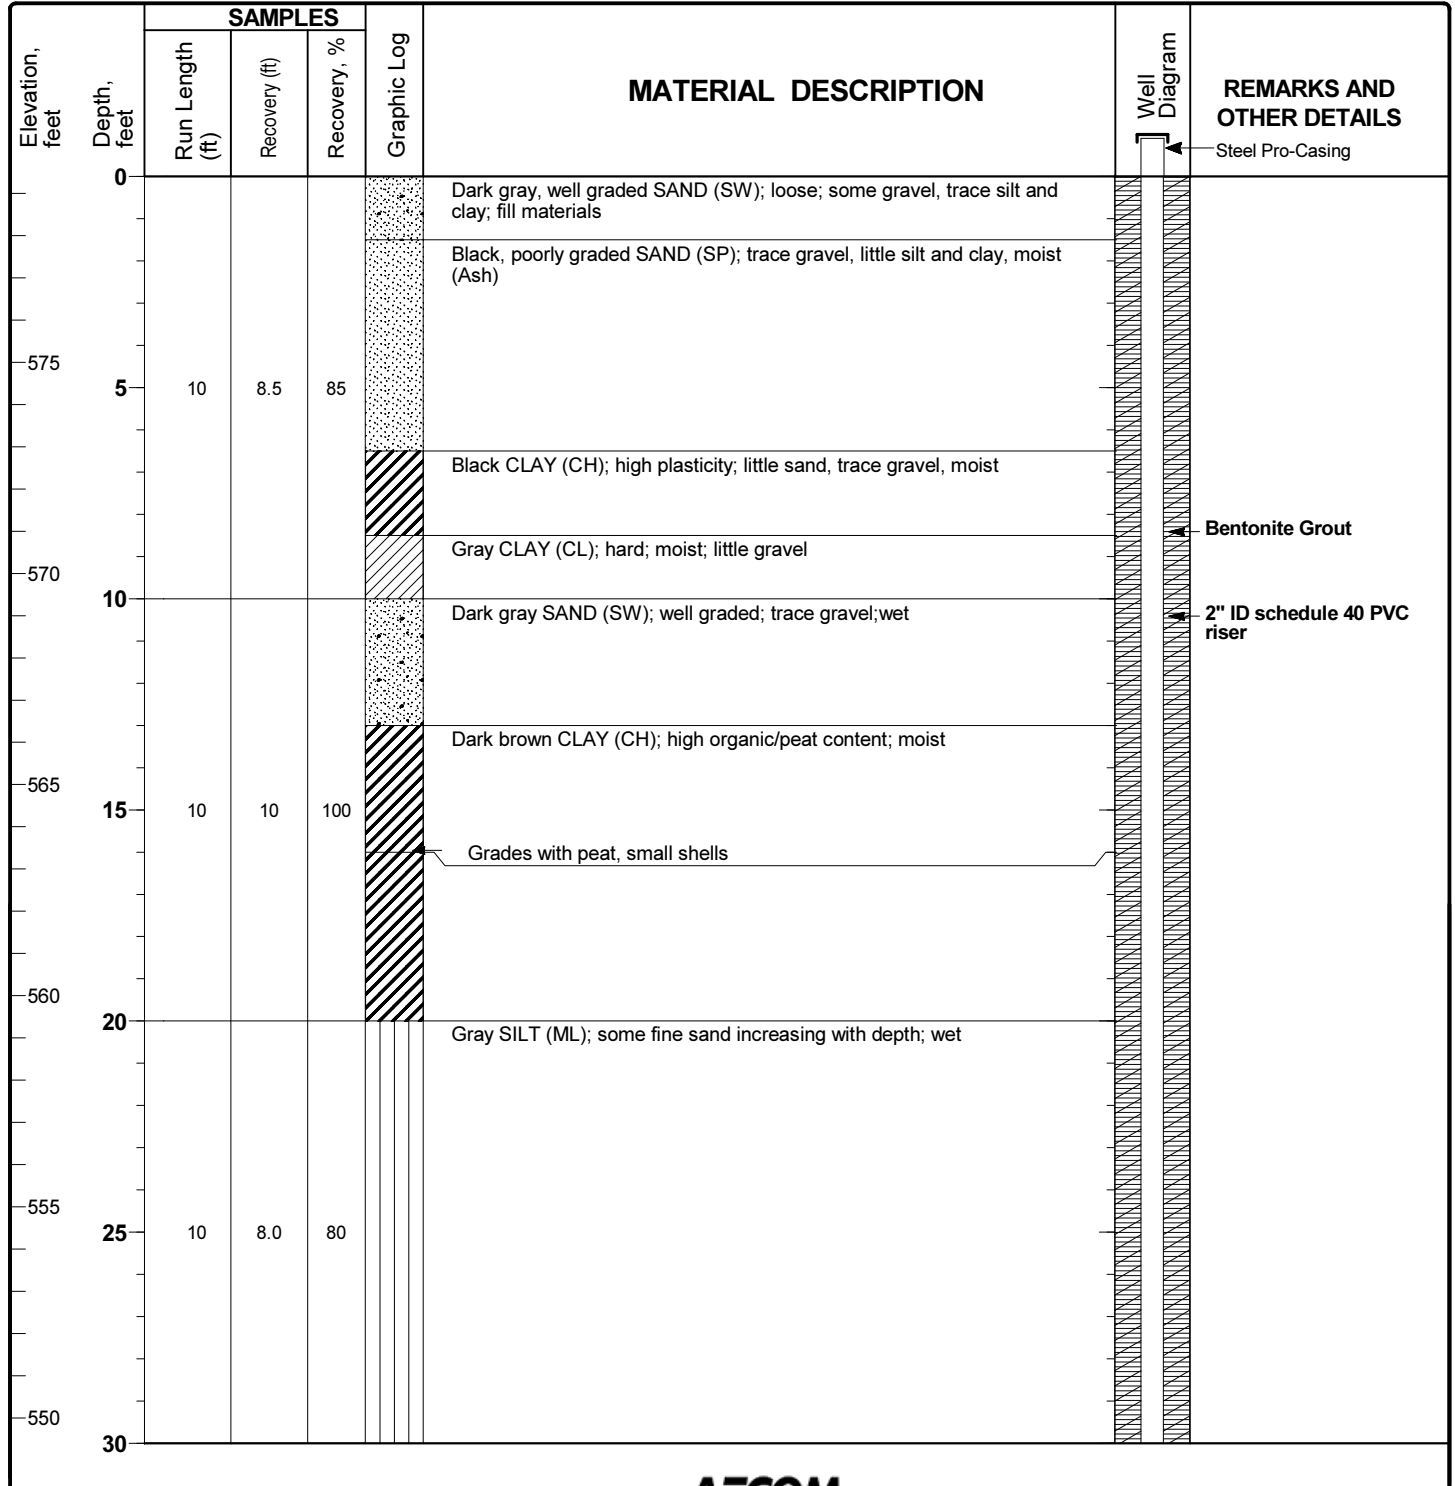 SAMPLES
Elevation,
feet
Depth,
feet
Run Length
(ft)
Recovery (ft)
Recovery, %
Graphic Log
MATERIAL DESCRIPTION
Well
Diagram
REMARKS AND
OTHER DETAILS
Steel Pro-Casing
0
Dark gray, well graded SAND (SW); loose; some gravel, trace silt and
clay; fill materials
Black, poorly graded SAND (SP); trace gravel, little silt and clay, moist
(Ash)
575
5
10 8.5 85
Black CLAY (CH); high plasticity; little sand, trace gravel, moist
Bentonite Grout
Gray CLAY (CL); hard; moist; little gravel
570
10
Dark gray SAND (SW); well graded; trace gravel;wet
2" ID schedule 40 PVC
riser
Dark brown CLAY (CH); high organic/peat content; moist
565
15
10 10 100
Grades with peat, small shells
560
20
Gray SILT (ML); some fine sand increasing with depth; wet
555
25
10 8.0 80
550
30
AECOM